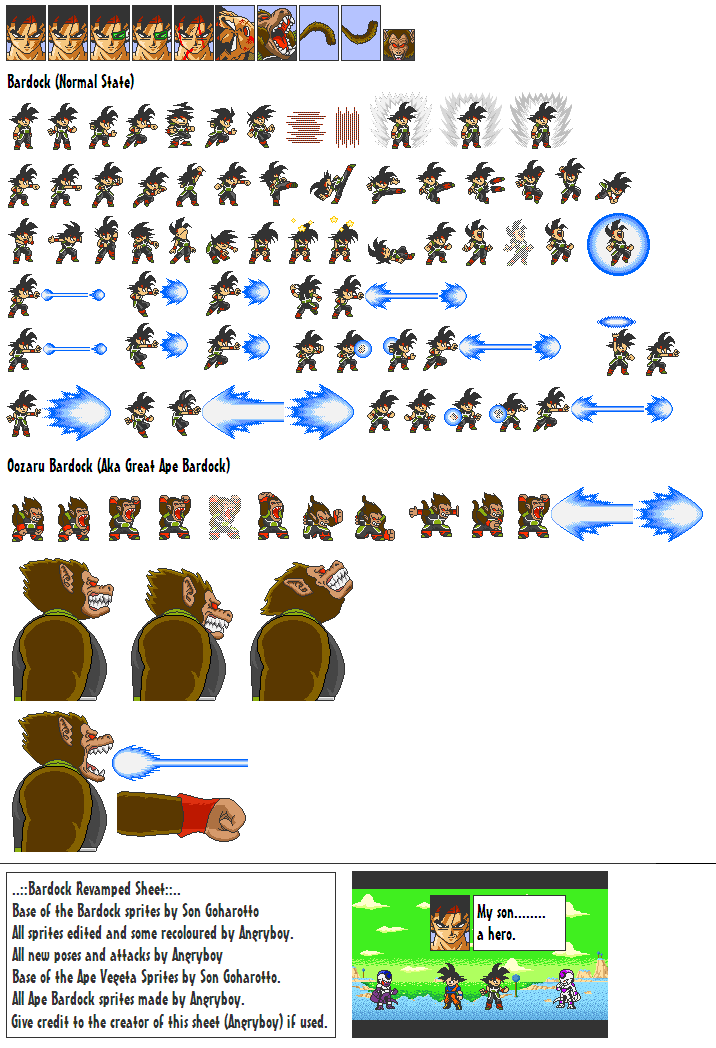 Bardock (Normal State)
Oozaru Bardock (Aka Great Ape Bardock)
..::Bardock Revamped Sheet::..
Base of the Bardock sprites by Son Goharotto
All sprites edited and some recoloured by Angryboy.
All new poses and attacks by Angryboy
Base of the Ape Vegeta Sprites by Son Goharotto.
All Ape Bardock sprites made by Angryboy.
Give credit to the creator of this sheet (Angryboy) if used.
My son........
a hero.